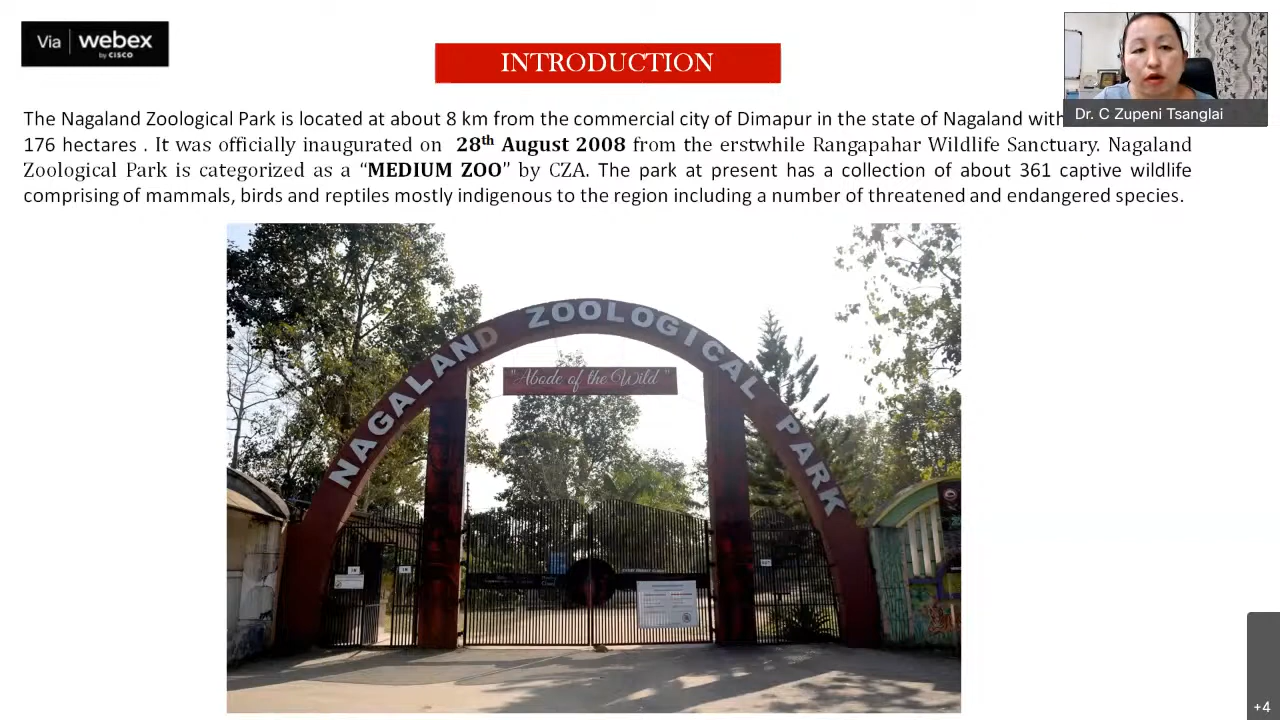 Via webex
by CISCO
INTRODUCTION
Dr. C Zupeni Tsanglai
The Nagaland Zoological Park is located at about 8 km from the commercial city of Dimapur in the state of Nagaland with
176 hectares . It was officially inaugurated on 28th August 2008 from the erstwhile Rangapahar Wildlife Sanctuary. Nagaland
Zoological Park is categorized as a “MEDIUM ZOO” by CZA. The park at present has a collection of about 361 captive wildlife
comprising of mammals, birds and reptiles mostly indigenous to the region including a number of threatened and endangered species.
NAGALAND ZOOLOGICAL PARK
"Abode of the Wild"
+4